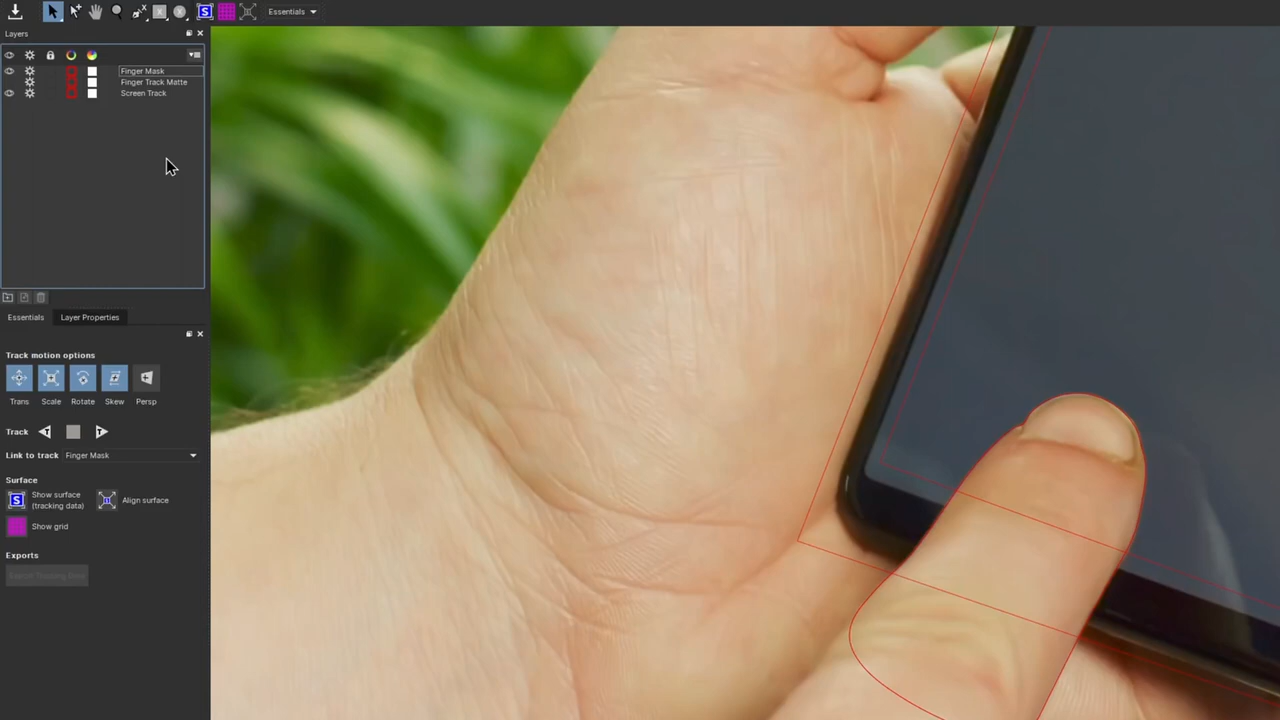 Essentials
Layers
Finger Mask
Finger Track Matte
Screen Track
Essentials Layer Properties
Track motion options
Trans Scale Rotate Skew Persp
Track
Link to track Finger Mask
Surface
Show surface (tracking data) Align surface
Show grid
Exports